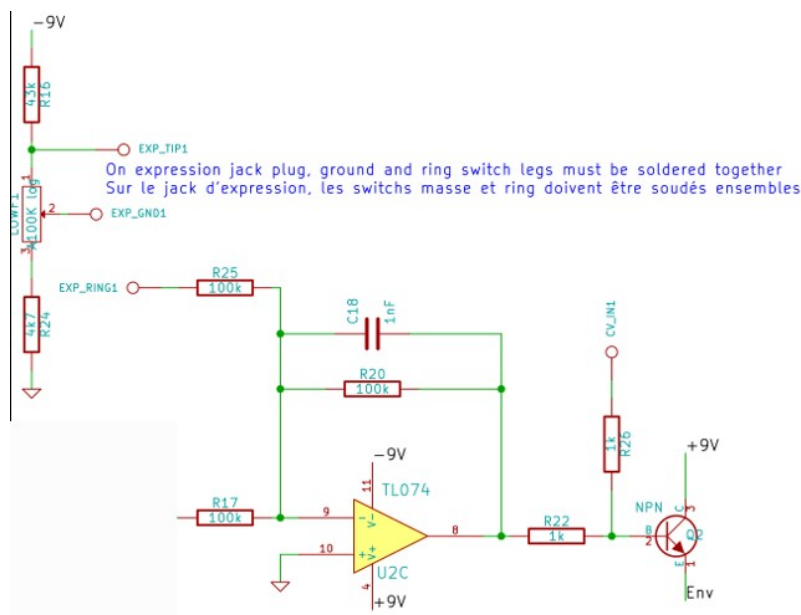 -9V
43k
R16
EXP_TIP1
On expression jack plug, ground and ring switch legs must be soldered together
Sur le jack d'expression, les switchs masse et ring doivent être soudés ensembles
1
2
3
LOWF1
A100K log
EXP_GND1
EXP_RING1
R25
100k
C18
1nF
CV_IN1
4k7
R24
R20
100k
1k
R26
+9V
-9V
11
TL074
R17
100k
9
10
-
V-
+
V+
8
R22
1k
NPN
C
3
B
2
Q2
E
1
U2C
4
+9V
Env